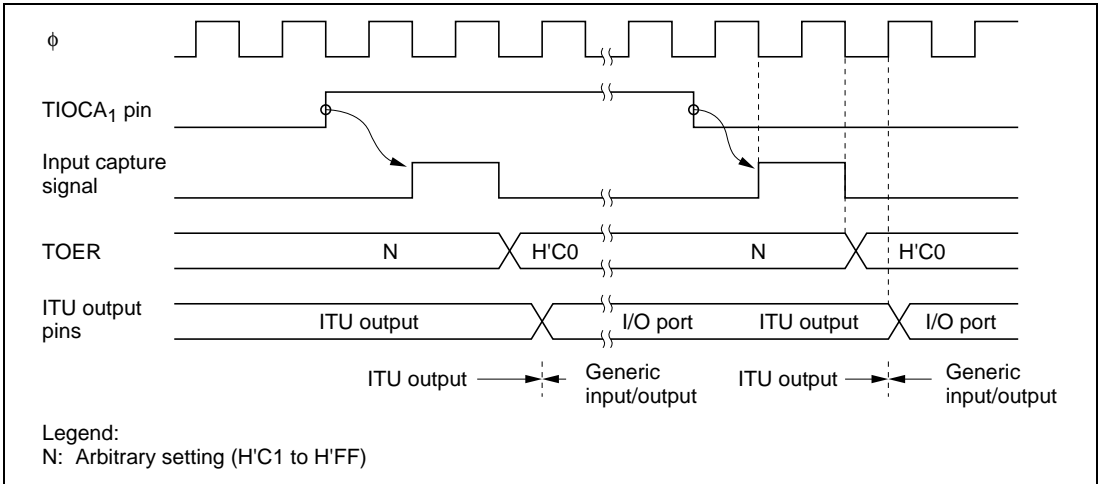 ϕ
TIOCA1 pin
Input capture
signal
TOER N H'C0 N H'C0
ITU output
pins
ITU output I/O port ITU output I/O port
ITU output Generic
input/output
ITU output Generic
input/output
Legend:
N: Arbitrary setting (H'C1 to H'FF)